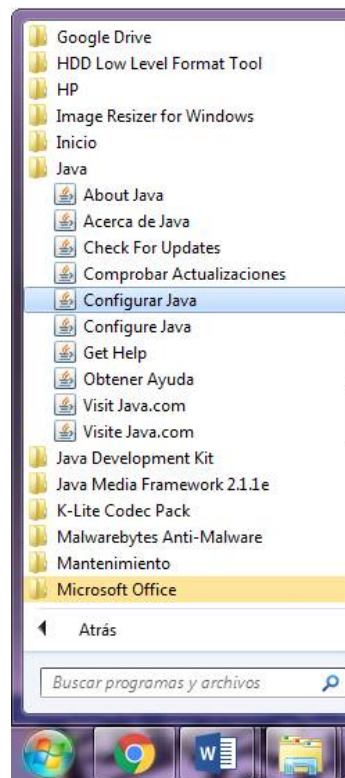 Google Drive
HDD Low Level Format Tool
HP
Image Resizer for Windows
Inicio
Java
About Java
Acerca de Java
Check For Updates
Comprobar Actualizaciones
Configurar Java
Configure Java
Get Help
Obtener Ayuda
Visit Java.com
Visite Java.com
Java Development Kit
Java Media Framework 2.1.1e
K-Lite Codec Pack
Malwarebytes Anti-Malware
Mantenimiento
Microsoft Office
Atrás
Buscar programas y archivos
W